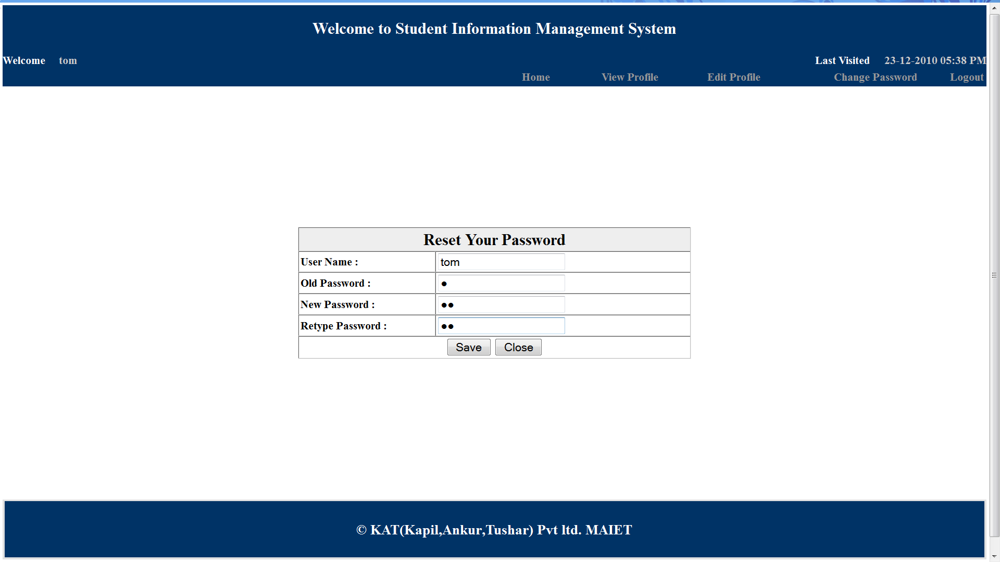 Welcome to Student Information Management System
Welcome tom Last Visited 23-12-2010 05:38 PM
Home View Profile Edit Profile Change Password Logout
Reset Your Password
User Name : tom
Old Password : ●
New Password : ●●
Retype Password : ●●
Save Close
© KAT(Kapil,Ankur,Tushar) Pvt ltd. MAIET